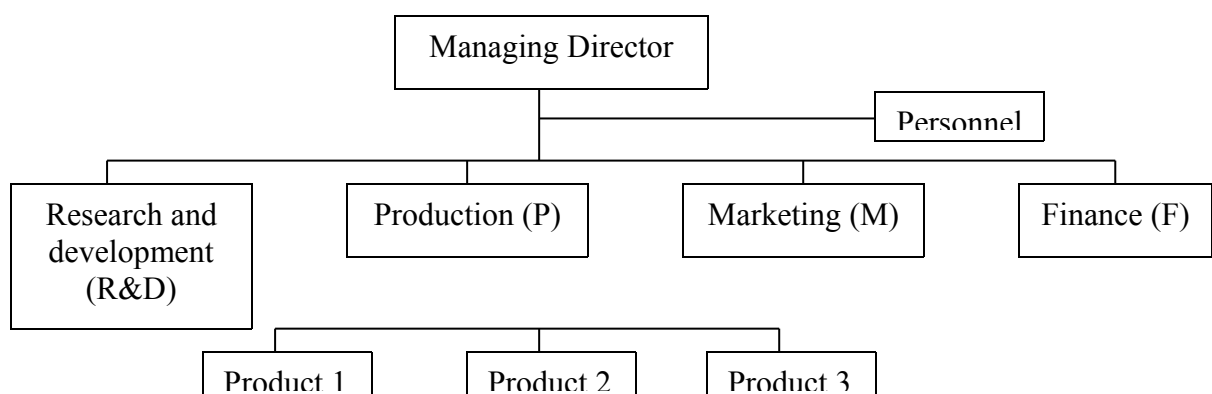 Managing Director
Personnel
Research and
development
(R&D)
Production (P)
Marketing (M)
Finance (F)
Product 1
Product 2
Product 3